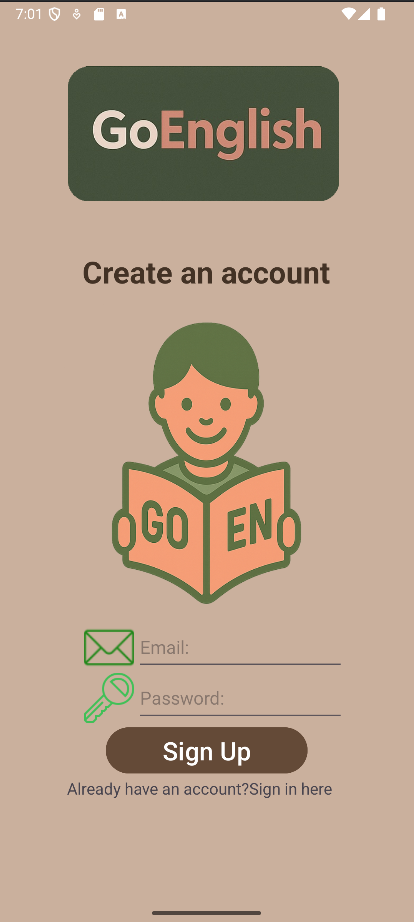 7:01
GoEnglish
Create an account
GO EN
Email:
Password:
Sign Up
Already have an account?Sign in here